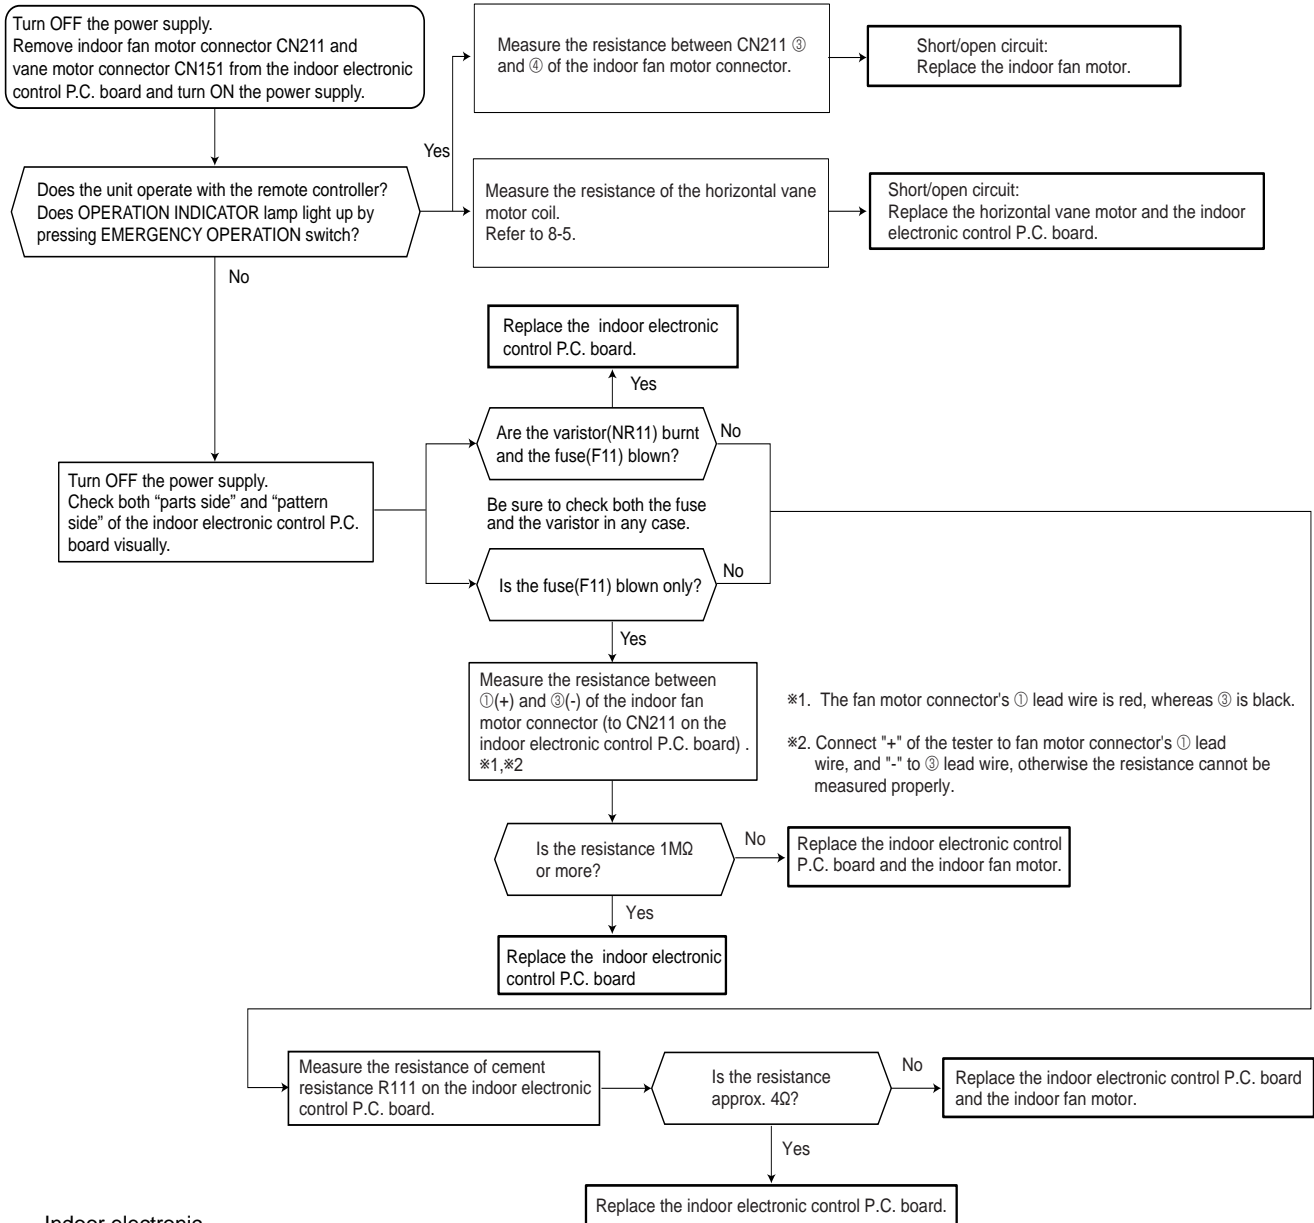 Turn OFF the power supply.
Remove indoor fan motor connector CN211 and
vane motor connector CN151 from the indoor electronic
control P.C. board and turn ON the power supply.
Measure the resistance between CN211 ③
and ④ of the indoor fan motor connector.
Short/open circuit:
Replace the indoor fan motor.
Yes
Does the unit operate with the remote controller?
Does OPERATION INDICATOR lamp light up by
pressing EMERGENCY OPERATION switch?
Measure the resistance of the horizontal vane
motor coil.
Refer to 8-5.
Short/open circuit:
Replace the horizontal vane motor and the indoor
electronic control P.C. board.
No
Replace the indoor electronic
control P.C. board.
Yes
Are the varistor(NR11) burnt
and the fuse(F11) blown?
No
Turn OFF the power supply.
Check both “parts side” and “pattern
side” of the indoor electronic control P.C.
board visually.
Be sure to check both the fuse
and the varistor in any case.
Is the fuse(F11) blown only?
No
Yes
Measure the resistance between
①(+) and ③(-) of the indoor fan
motor connector (to CN211 on the
indoor electronic control P.C. board) .
※1,※2
※1. The fan motor connector's ① lead wire is red, whereas ③ is black.
※2. Connect "+" of the tester to fan motor connector's ① lead
wire, and "-" to ③ lead wire, otherwise the resistance cannot be
measured properly.
Is the resistance 1MΩ
or more?
No
Replace the indoor electronic control
P.C. board and the indoor fan motor.
Yes
Replace the indoor electronic
control P.C. board
Measure the resistance of cement
resistance R111 on the indoor electronic
control P.C. board.
Is the resistance
approx. 4Ω?
No
Replace the indoor electronic control P.C. board
and the indoor fan motor.
Yes
Replace the indoor electronic control P.C. board.
Indoor electronic